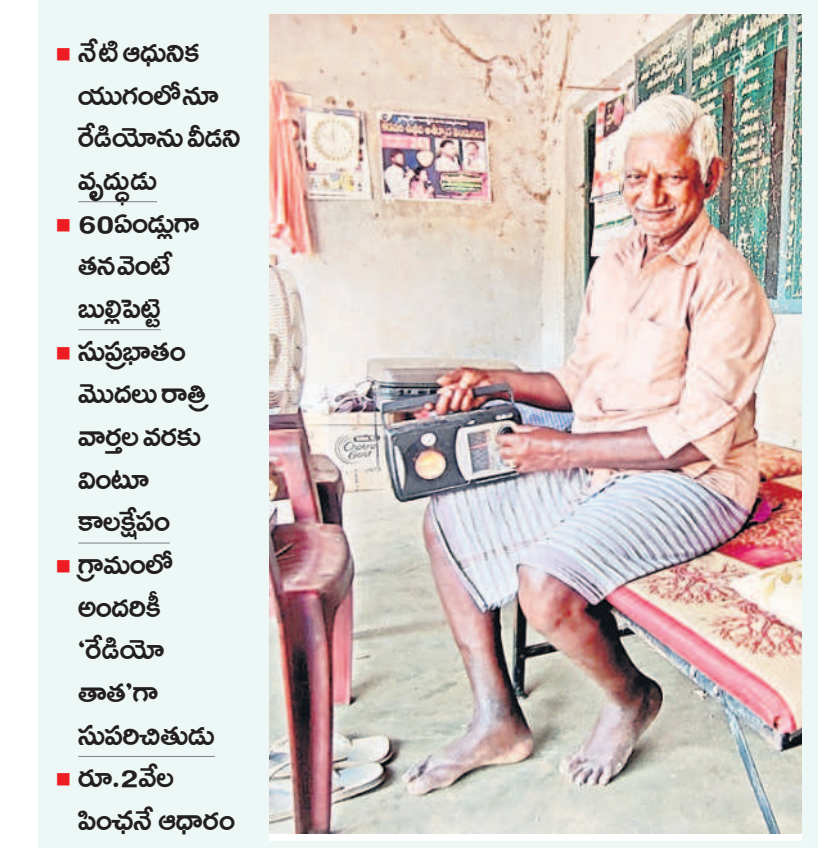 నేటి ఆధునిక
యుగంలోనూ
రేడియోను వీడని
వృద్ధుడు
60ఏండ్లుగా
తనవెంటే
బుల్లిపెట్టె
సుప్రభాతం
మొదలు రాత్రి
వార్తల వరకు
వింటూ
కాలక్షేపం
గ్రామంలో
అందరికీ
‘రేడియో
తాత’గా
సుపరిచితుడు
రూ.2వేల
పింఛనే ఆధారం